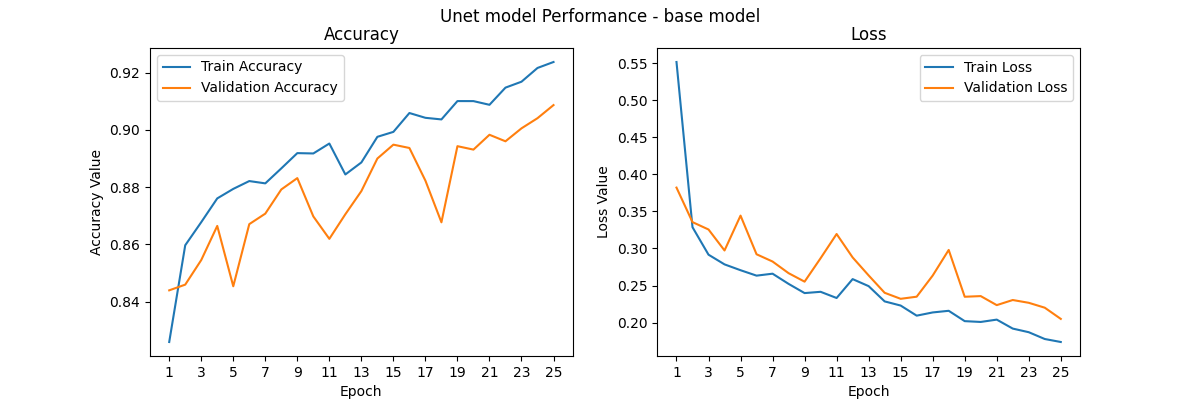 Unet model Performance - base model
Accuracy
Train Accuracy
Validation Accuracy
0.92
0.90
0.88
0.86
0.84
Accuracy Value
1 3 5 7 9 11 13 15 17 19 21 23 25
Epoch
Loss
Train Loss
Validation Loss
0.55
0.50
0.45
0.40
0.35
0.30
0.25
0.20
Loss Value
1 3 5 7 9 11 13 15 17 19 21 23 25
Epoch